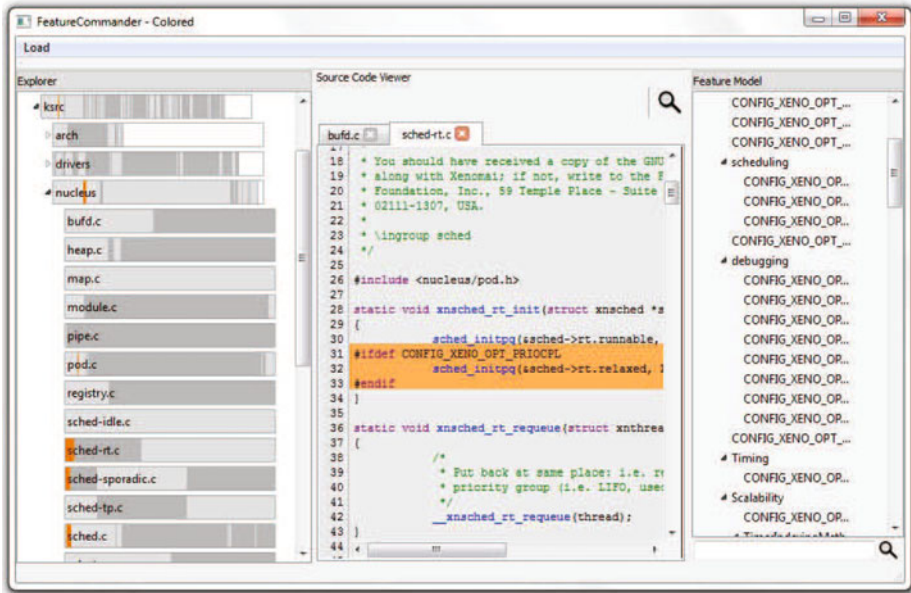 FeatureCommander - Colored
Load
Explorer
ksrc
arch
drivers
nucleus
bufd.c
heap.c
map.c
module.c
pipe.c
pod.c
registry.c
sched-idle.c
sched-rt.c
sched-sporadic.c
sched-tp.c
sched.c
Source Code Viewer
bufd.c
sched-rt.c
18 * You should have received a copy of the GNU
19 * along with Xenomai; if not, write to the F
20 * Foundation, Inc., 59 Temple Place - Suite
21 * 02111-1307, USA.
22 *
23 * \ingroup sched
24 */
25
26 #include <nucleus/pod.h>
27
28 static void xnsched_rt_init(struct xnsched *s
29 {
30 sched_initpq(&sched->rt.runnable,
31 #ifdef CONFIG_XENO_OPT_PRIOCPL
32 sched_initpq(&sched->rt.relaxed,
33 #endif
34 }
35
36 static void xnsched_rt_requeue(struct xnthrea
37 {
38 /*
39 * Put back at same place: i.e. re
40 * priority group (i.e. LIFO, used
41 */
42 __xnsched_rt_requeue(thread);
43 }
44
Feature Model
CONFIG_XENO_OPT_...
CONFIG_XENO_OPT_...
CONFIG_XENO_OPT_...
scheduling
CONFIG_XENO_OP...
CONFIG_XENO_OP...
CONFIG_XENO_OP...
CONFIG_XENO_OPT_...
debugging
CONFIG_XENO_OP...
CONFIG_XENO_OP...
CONFIG_XENO_OP...
CONFIG_XENO_OP...
CONFIG_XENO_OP...
CONFIG_XENO_OP...
CONFIG_XENO_OP...
CONFIG_XENO_OP...
CONFIG_XENO_OPT_...
Timing
CONFIG_XENO_OP...
Scalability
CONFIG_XENO_OP...